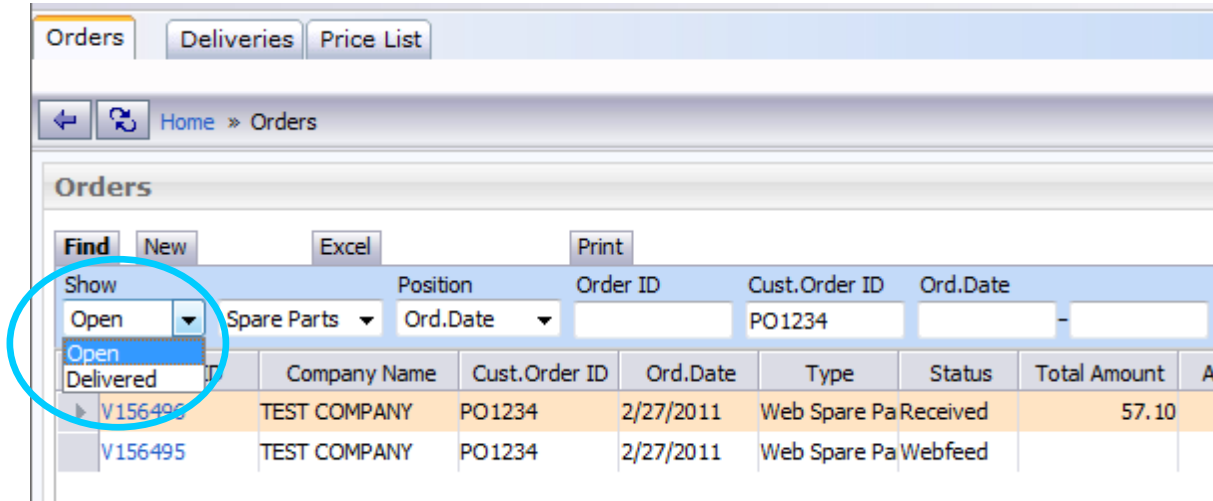 Orders Deliveries Price List
Home » Orders
Orders
Find New Excel Print
Show Position Order ID Cust.Order ID Ord.Date
Open Spare Parts Ord.Date PO1234 -
Open
Delivered
ID Company Name Cust.Order ID Ord.Date Type Status Total Amount A
V156496 TEST COMPANY PO1234 2/27/2011 Web Spare Pa Received 57.10
V156495 TEST COMPANY PO1234 2/27/2011 Web Spare Pa Webfeed